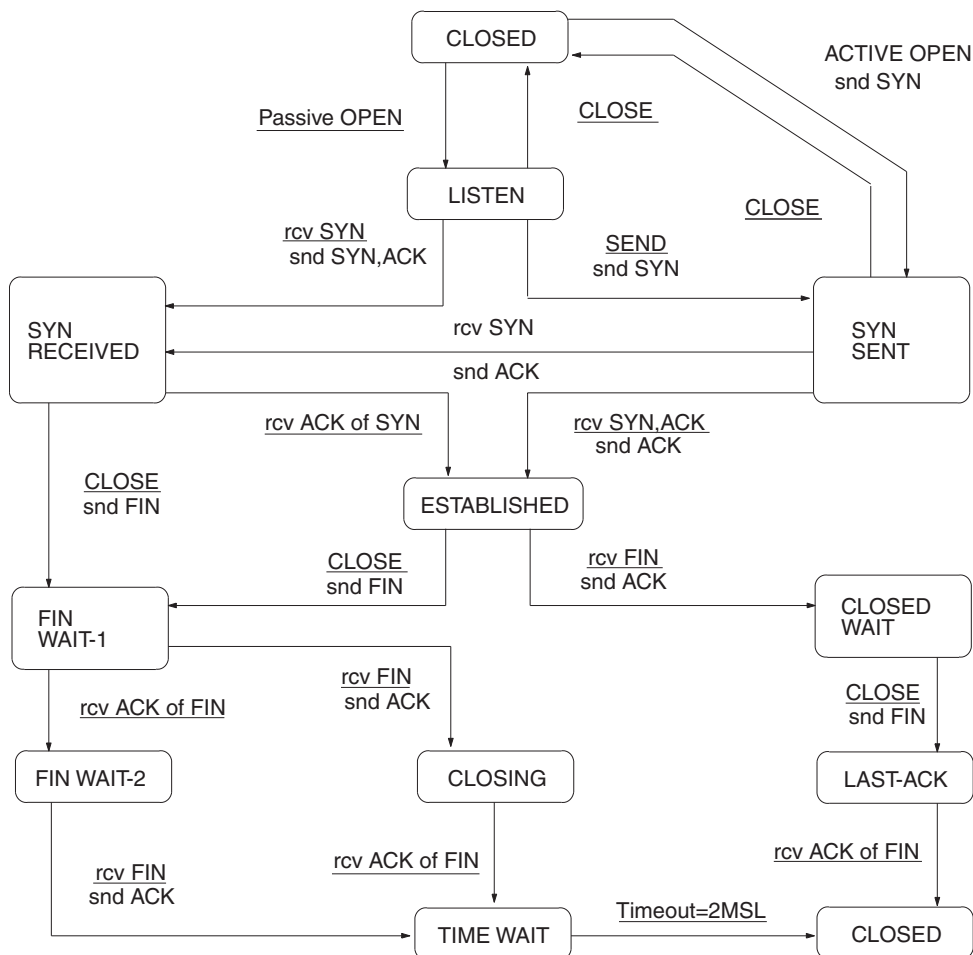 CLOSED
ACTIVE OPEN
snd SYN
Passive OPEN
CLOSE
LISTEN
CLOSE
rcv SYN
snd SYN,ACK
SEND
snd SYN
SYN
RECEIVED
rcv SYN
snd ACK
SYN
SENT
rcv ACK of SYN
rcv SYN,ACK
snd ACK
CLOSE
snd FIN
ESTABLISHED
CLOSE
snd FIN
rcv FIN
snd ACK
FIN
WAIT-1
CLOSED
WAIT
rcv ACK of FIN
rcv FIN
snd ACK
CLOSE
snd FIN
FIN WAIT-2
CLOSING
LAST-ACK
rcv FIN
snd ACK
rcv ACK of FIN
rcv ACK of FIN
TIME WAIT
Timeout=2MSL
CLOSED